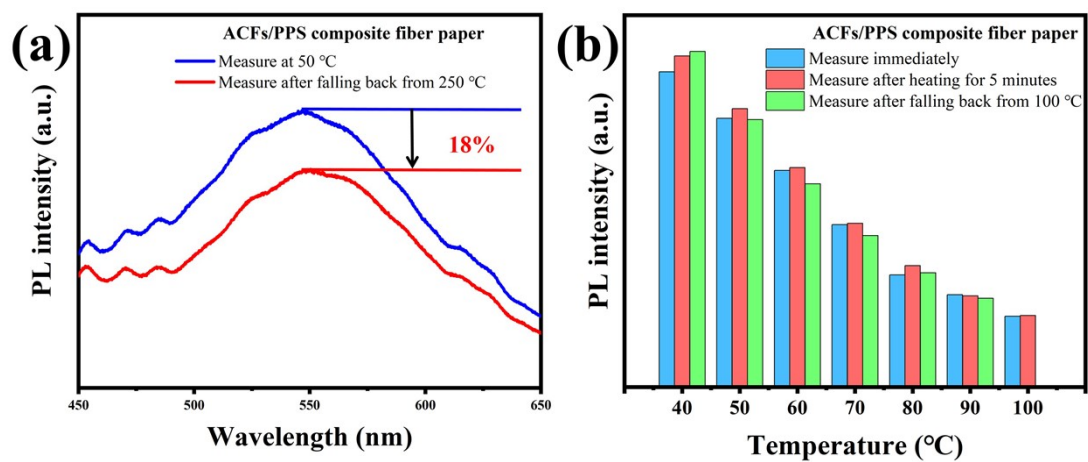 (a)
ACFs/PPS composite fiber paper
Measure at 50 ℃
Measure after falling back from 250 ℃
18%
PL intensity (a.u.)
450 500 550 600 650
Wavelength (nm)
(b)
ACFs/PPS composite fiber paper
Measure immediately
Measure after heating for 5 minutes
Measure after falling back from 100 ℃
PL intensity (a.u.)
40 50 60 70 80 90 100
Temperature (℃)